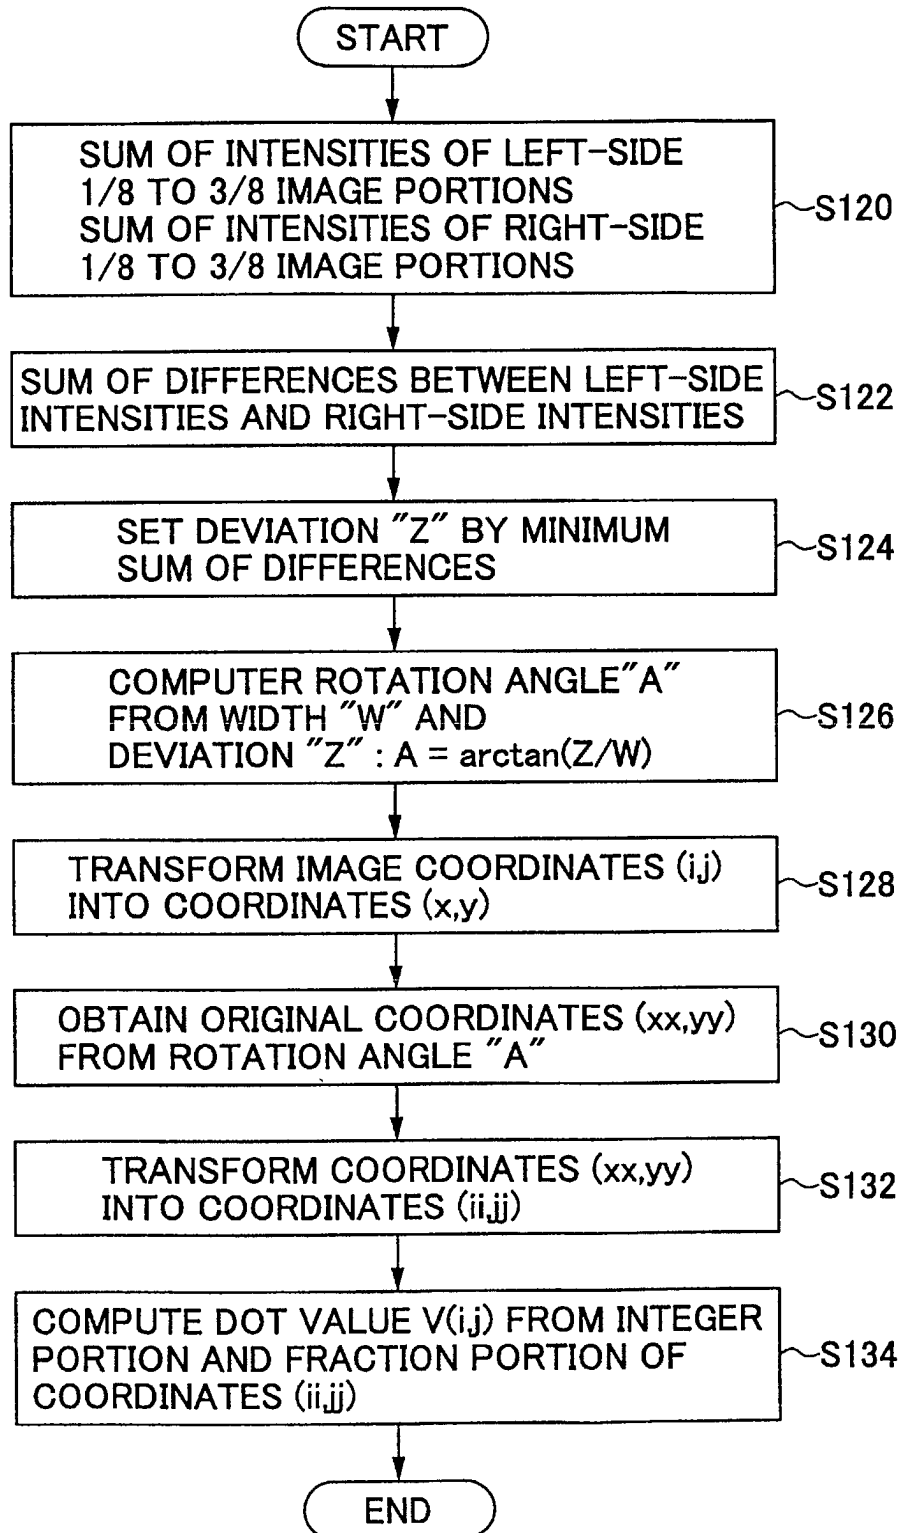 START
SUM OF INTENSITIES OF LEFT-SIDE
1/8 TO 3/8 IMAGE PORTIONS
SUM OF INTENSITIES OF RIGHT-SIDE
1/8 TO 3/8 IMAGE PORTIONS
S120
SUM OF DIFFERENCES BETWEEN LEFT-SIDE
INTENSITIES AND RIGHT-SIDE INTENSITIES
S122
SET DEVIATION "Z" BY MINIMUM
SUM OF DIFFERENCES
S124
COMPUTER ROTATION ANGLE"A"
FROM WIDTH "W" AND
DEVIATION "Z" : A = arctan(Z/W)
S126
TRANSFORM IMAGE COORDINATES (i,j)
INTO COORDINATES (x,y)
S128
OBTAIN ORIGINAL COORDINATES (xx,yy)
FROM ROTATION ANGLE "A"
S130
TRANSFORM COORDINATES (xx,yy)
INTO COORDINATES (ii,jj)
S132
COMPUTE DOT VALUE V(i,j) FROM INTEGER
PORTION AND FRACTION PORTION OF
COORDINATES (ii,jj)
S134
END